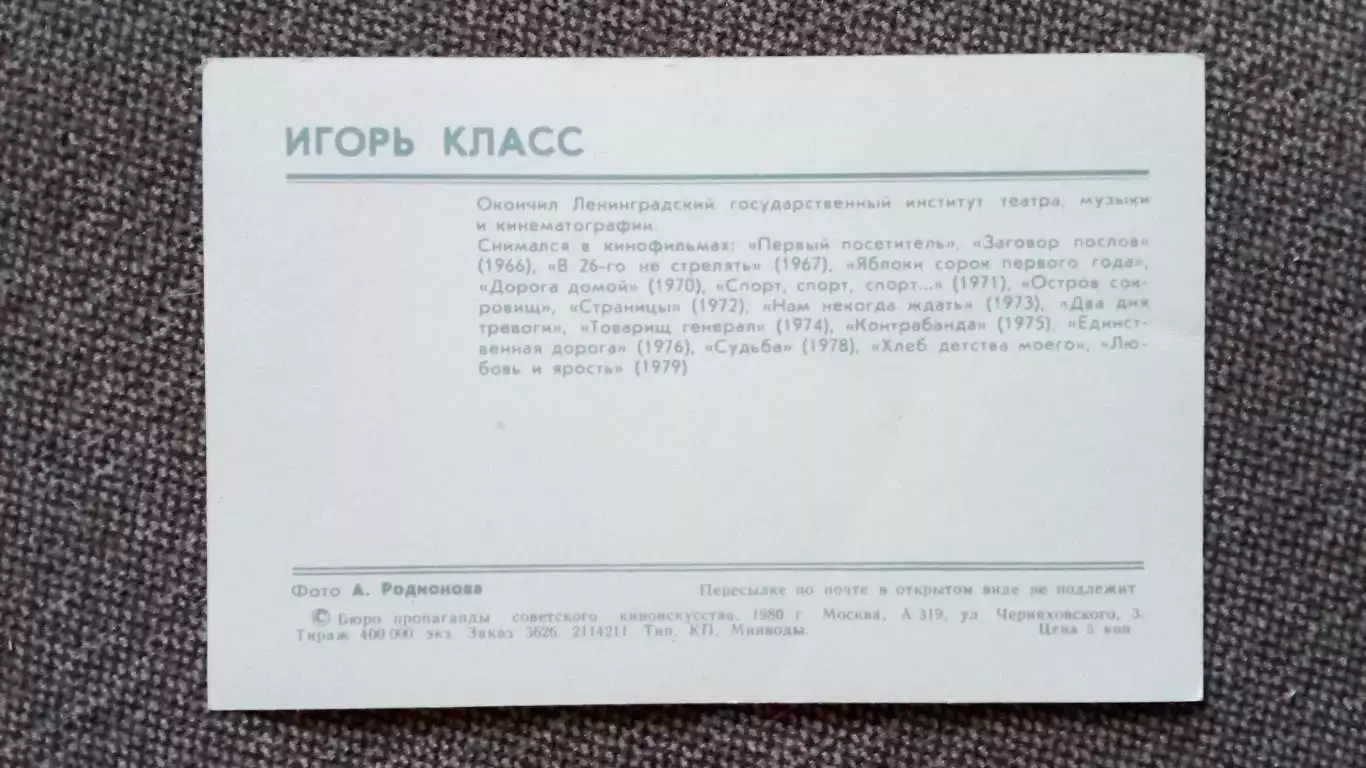 ИГОРЬ КЛАСС
Окончил Ленинградский государственный институт театра, музыки
и кинематографии.
Снимался в кинофильмах: «Первый посетитель», «Заговор послов»
(1966), «В 26-го не стрелять» (1967), «Яблоки сорок первого года»,
«Дорога домой» (1970), «Спорт, спорт, спорт...» (1971), «Остров сок-
ровищ», «Страницы» (1972), «Нам некогда ждать» (1973), «Два дня
тревоги», «Товарищ генерал» (1974), «Контрабанда» (1975), «Единст-
венная дорога» (1976), «Судьба» (1978), «Хлеб детства моего», «Лю-
бовь и ярость» (1979)
Фото А. Родионова Пересылке по почте в открытом виде не подлежит
© Бюро пропаганды советского киноискусства. 1980 г. Москва, А-319, ул. Черняховского, 3.
Тираж 400 000 экз Заказ 3626. 2114211 Тип. КП, Минводы. Цена 5 коп